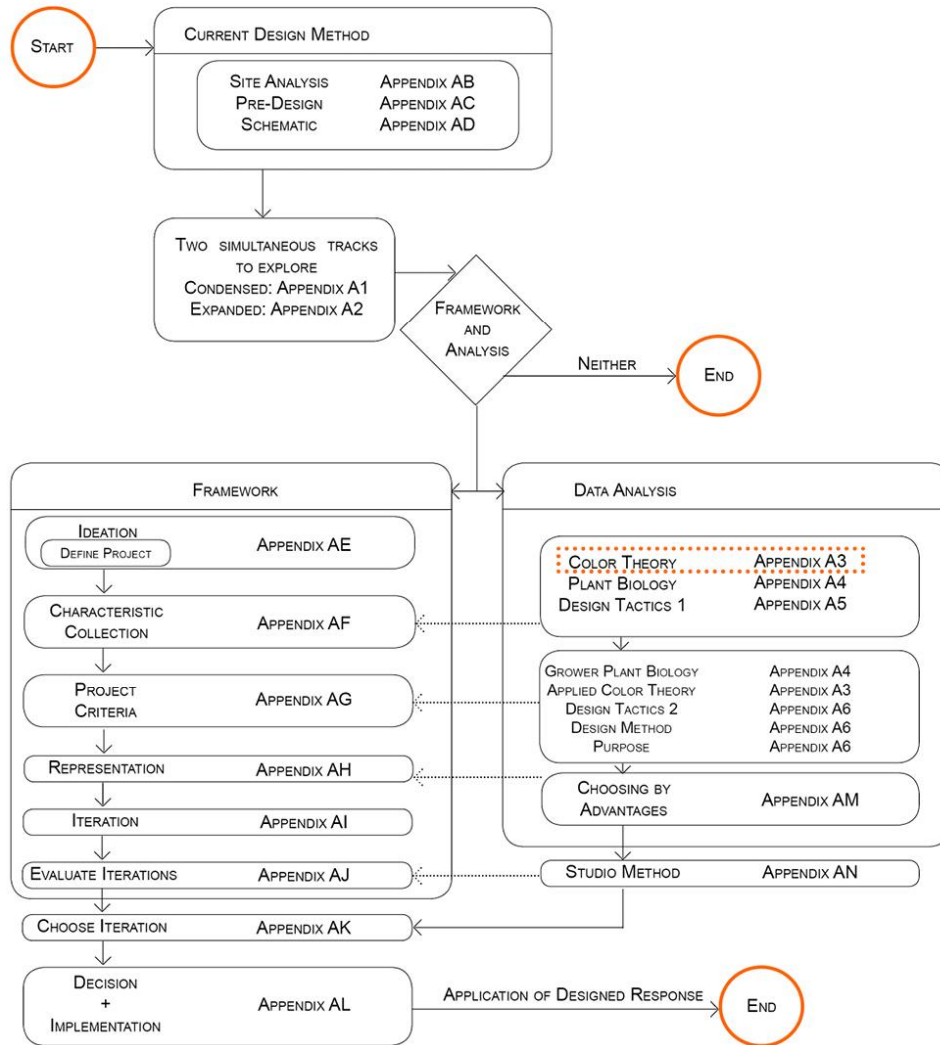 Start
Current Design Method
Site Analysis Appendix AB
Pre-Design Appendix AC
Schematic Appendix AD
Two simultaneous tracks
to explore
Condensed: Appendix A1
Expanded: Appendix A2
Framework
and
Analysis
Neither
End
Framework
Ideation
Define Project
Appendix AE
Characteristic
Collection
Appendix AF
Project
Criteria
Appendix AG
Representation Appendix AH
Iteration Appendix AI
Evaluate Iterations Appendix AJ
Choose Iteration Appendix AK
Decision
+
Implementation
Appendix AL
Data Analysis
Color Theory Appendix A3
Plant Biology Appendix A4
Design Tactics 1 Appendix A5
Grower Plant Biology Appendix A4
Applied Color Theory Appendix A3
Design Tactics 2 Appendix A6
Design Method Appendix A6
Purpose Appendix A6
Choosing by
Advantages
Appendix AM
Studio Method Appendix AN
Application of Designed Response
End